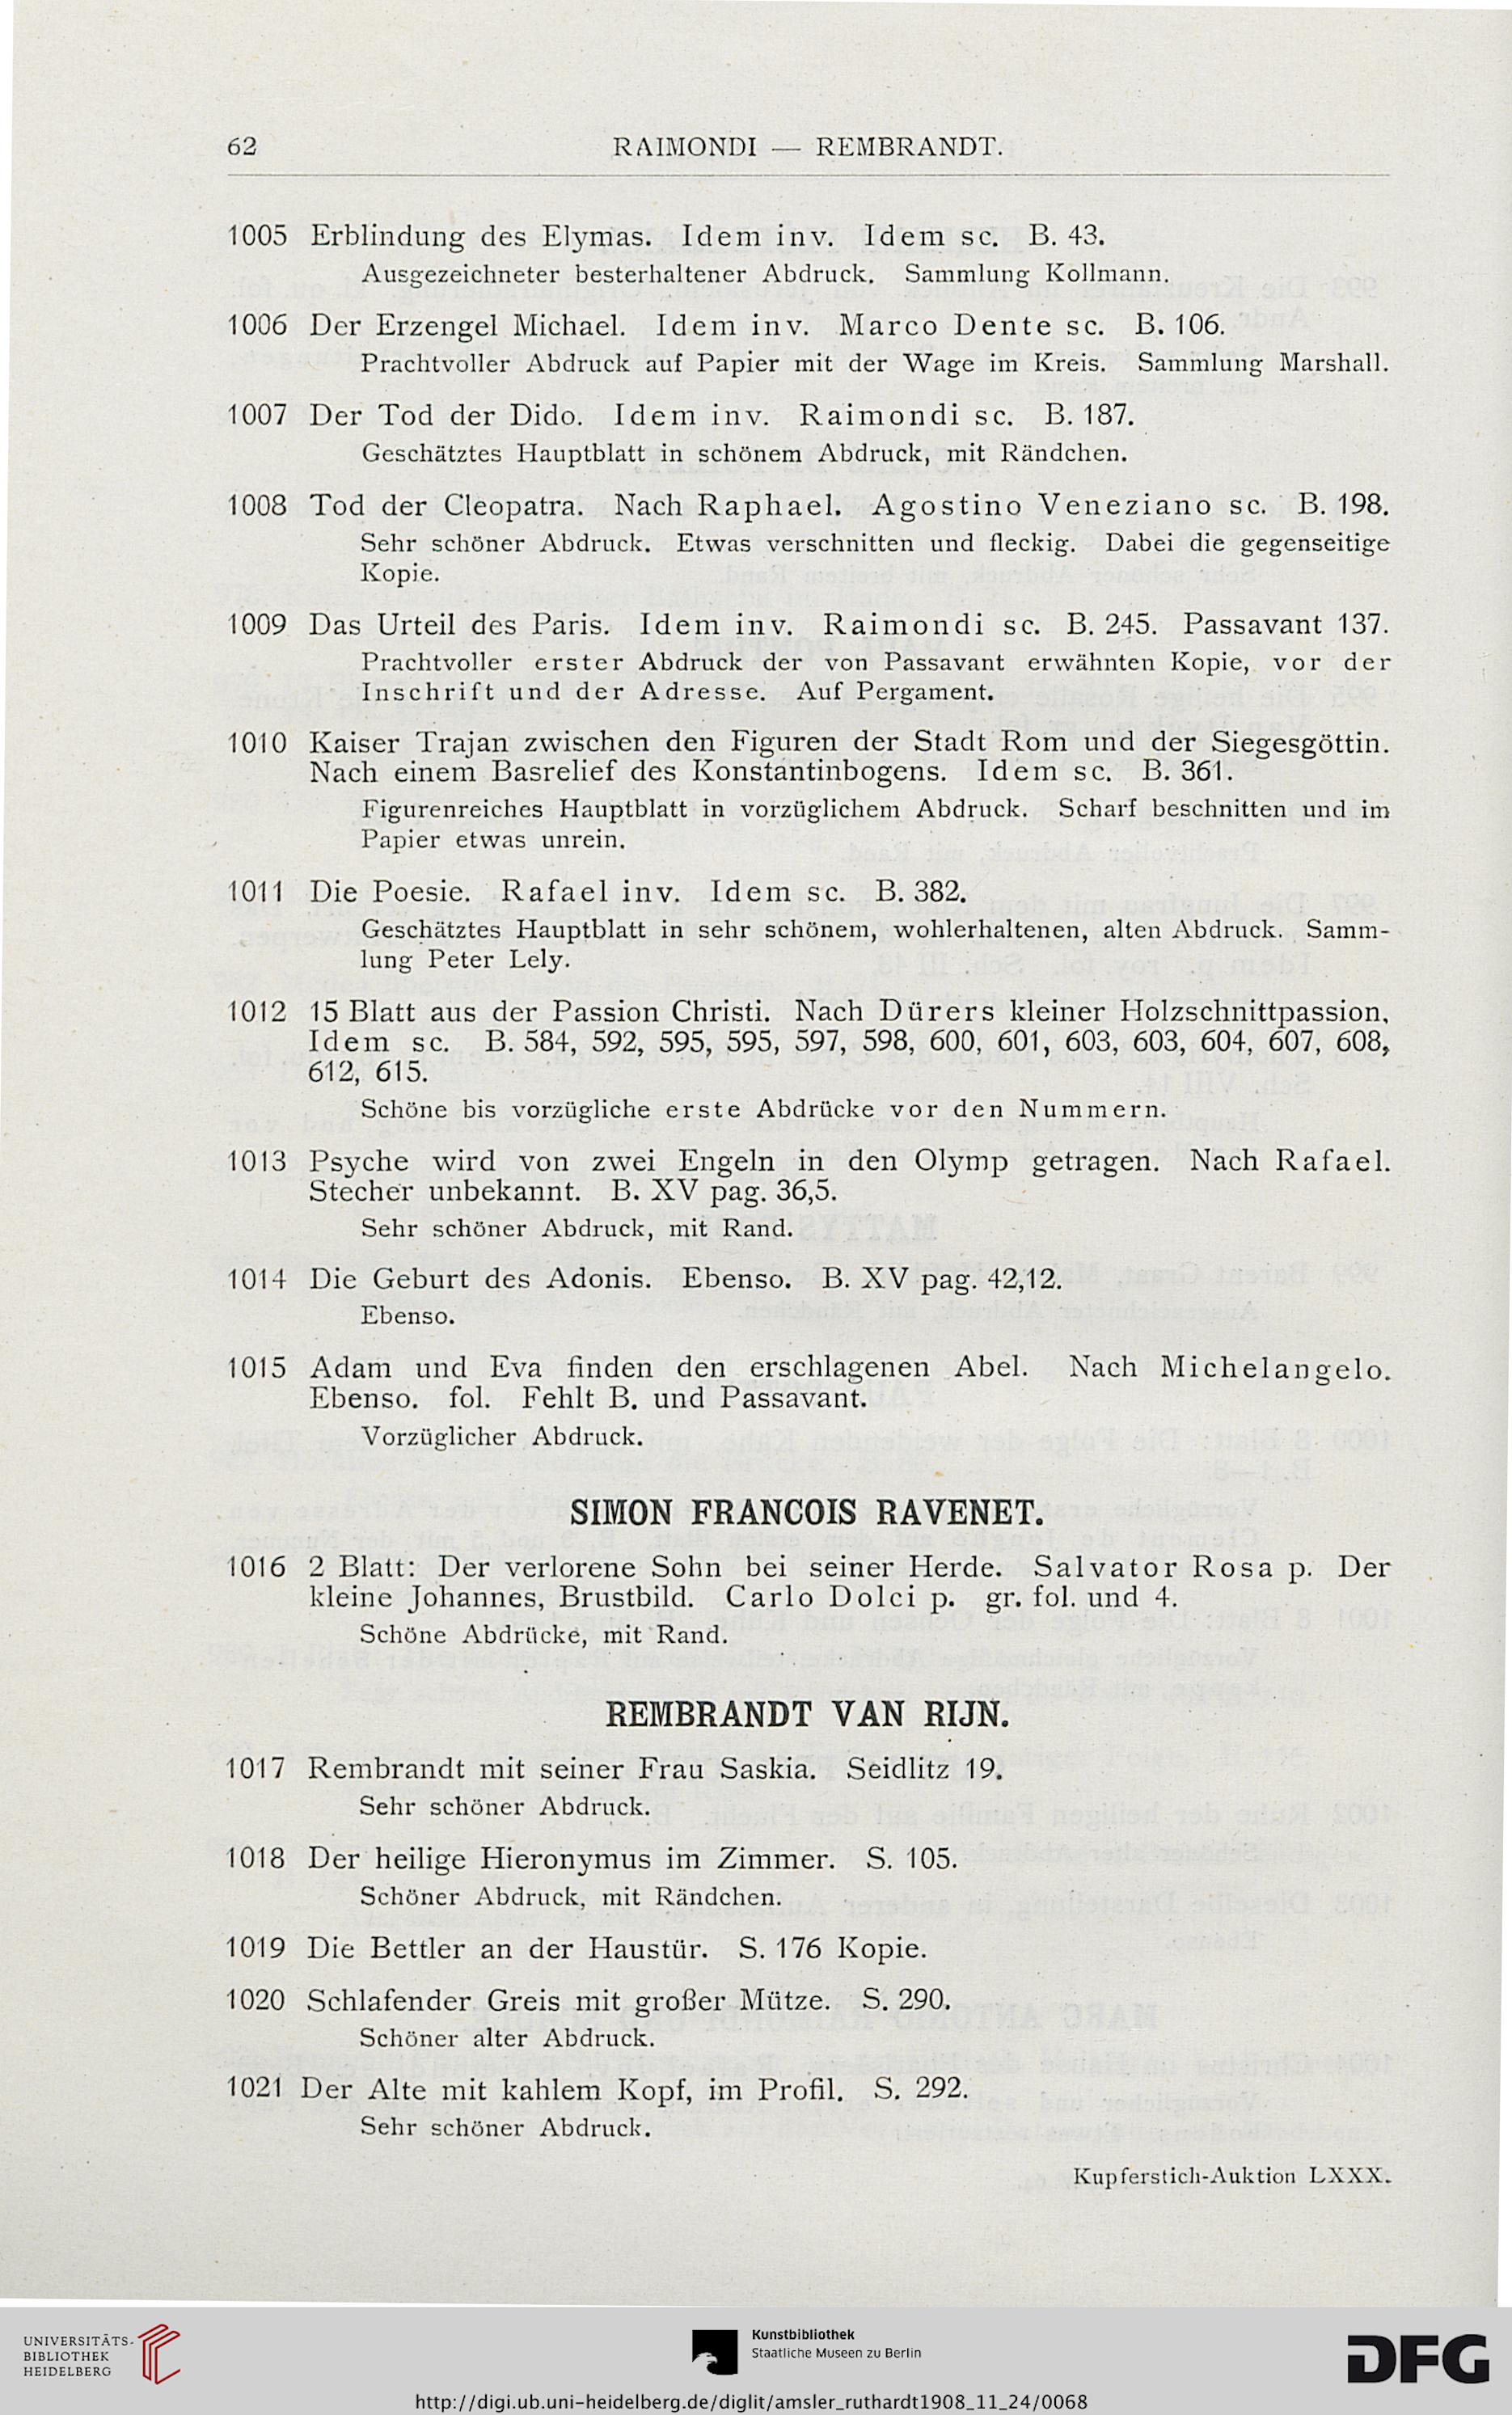 62 RAIMONDI — REMBRANDT.
1005 Erblindung des Elymas. Idem inv. Idem sc. B. 43.
Ausgezeichneter besterhaltener Abdruck. Sammlung Kollmann.
1006 Der Erzengel Michael. Idem inv. Marco Dente sc. B. 106.
Prachtvoller Abdruck auf Papier mit der Wage im Kreis. Sammlung Marshall.
1007 Der Tod der Dido. Idem inv. Raimondi sc. B. 187.
Geschätztes Hauptblatt in schönem Abdruck, mit Rändchen.
1008 Tod der Cleopatra. Nach Raphael. Agostino Veneziano sc. B. 198.
Sehr schöner Abdruck. Etwas verschnitten und fleckig. Dabei die gegenseitige
Kopie.
1009 Das Urteil des Paris. Idem inv. Raimondi sc. B. 245. Passavant 137.
Prachtvoller erster Abdruck der von Passavant erwähnten Kopie, vor der
Inschrift und der Adresse. Auf Pergament.
1010 Kaiser Trajan zwischen den Figuren der Stadt Rom und der Siegesgöttin.
Nach einem Basrelief des Konstantinbogens. Idem sc. B. 361.
Figurenreiches Hauptblatt in vorzüglichem Abdruck. Scharf beschnitten und im
Papier etwas unrein.
1011 Die Poesie. Rafael inv. Idem sc. B. 382.
Geschätztes Hauptblatt in sehr schönem, wohlerhaltenen, alten Abdruck. Samm-
lung Peter Lely.
1012 15 Blatt aus der Passion Christi. Nach Dürers kleiner Holzschnittpassion.
Idem sc. B. 584, 592, 595, 595, 597, 598, 600, 601, 603, 603, 604, 607, 608,
612, 615.
Schöne bis vorzügliche erste Abdrücke vor den Nummern.
1013 Psyche wird von zwei Engeln in den Olymp getragen. Nach Rafael.
Stecher unbekannt. B. XV pag. 36,5.
Sehr schöner Abdruck, mit Rand.
1014 Die Geburt des Adonis. Ebenso. B. XV pag. 42,12.
Ebenso.
1015 Adam und Eva finden den erschlagenen Abel. Nach Michelangelo.
Ebenso. fol. Fehlt B. und Passavant.
Vorzüglicher Abdruck.
SIMON FRANCOIS RAVENET.
1016 2 Blatt: Der verlorene Sohn bei seiner Herde. Salvator Rosa p. Der
kleine Johannes, Brustbild. Carlo Dolci p. gr. fol. und 4.
Schöne Abdrücke, mit Rand.
REMBRANDT VAN RIJN.
1017 Rembrandt mit seiner Frau Saskia. Seidlitz 19.
Sehr schöner Abdruck.
1018 Der heilige Hieronymus im Zimmer. S. 105.
Schöner Abdruck, mit Rändchen.
1019 Die Bettler an der Haustür. S. 176 Kopie.
1020 Schlafender Greis mit großer Mütze. S. 290.
Schöner alter Abdruck.
1021 Der Alte mit kahlem Kopf, im Profil. S. 292.
Sehr schöner Abdruck.
Kupferstich-Auktion LXXX.
UNIVERSITÄTS-
BIBLIOTHEK
HEIDELBERG
Kunstbibliothek
Staatliche Museen zu Berlin
DFG
http://digi.ub.uni-heidelberg.de/diglit/amsler_ruthardt1908_11_24/0068